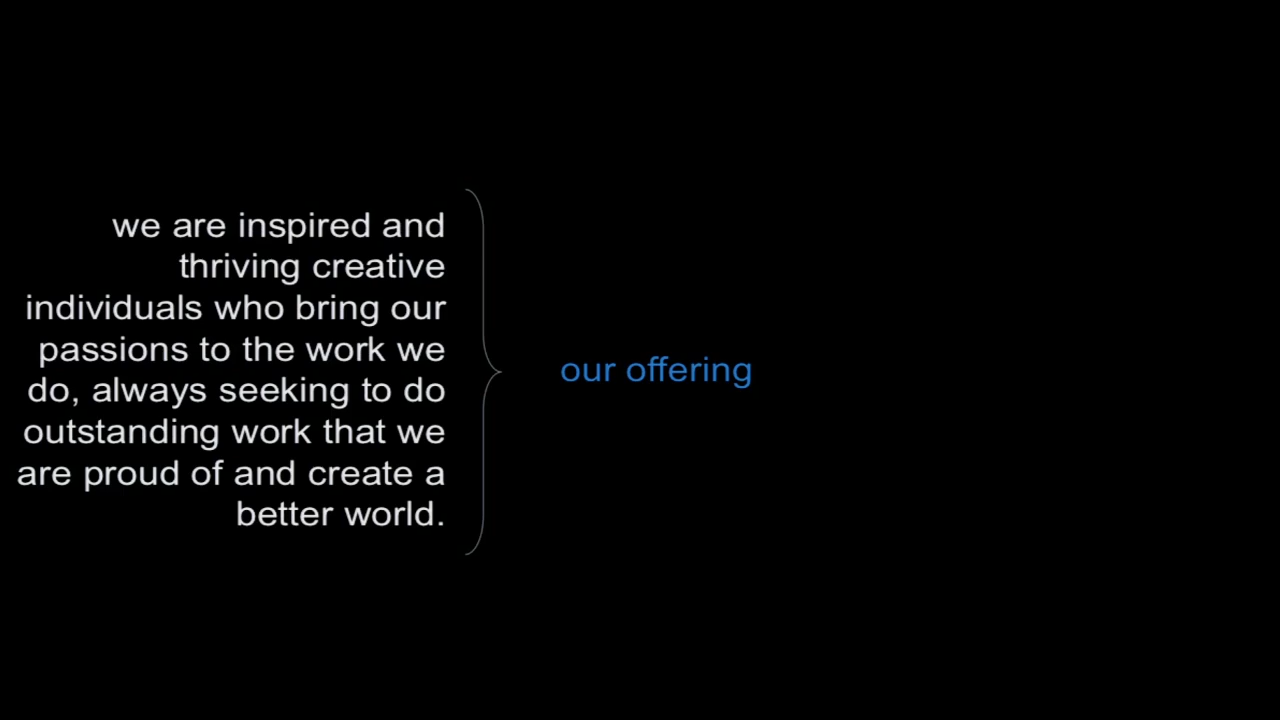 we are inspired and
thriving creative
individuals who bring our
passions to the work we
do, always seeking to do
outstanding work that we
are proud of and create a
better world.
our offering